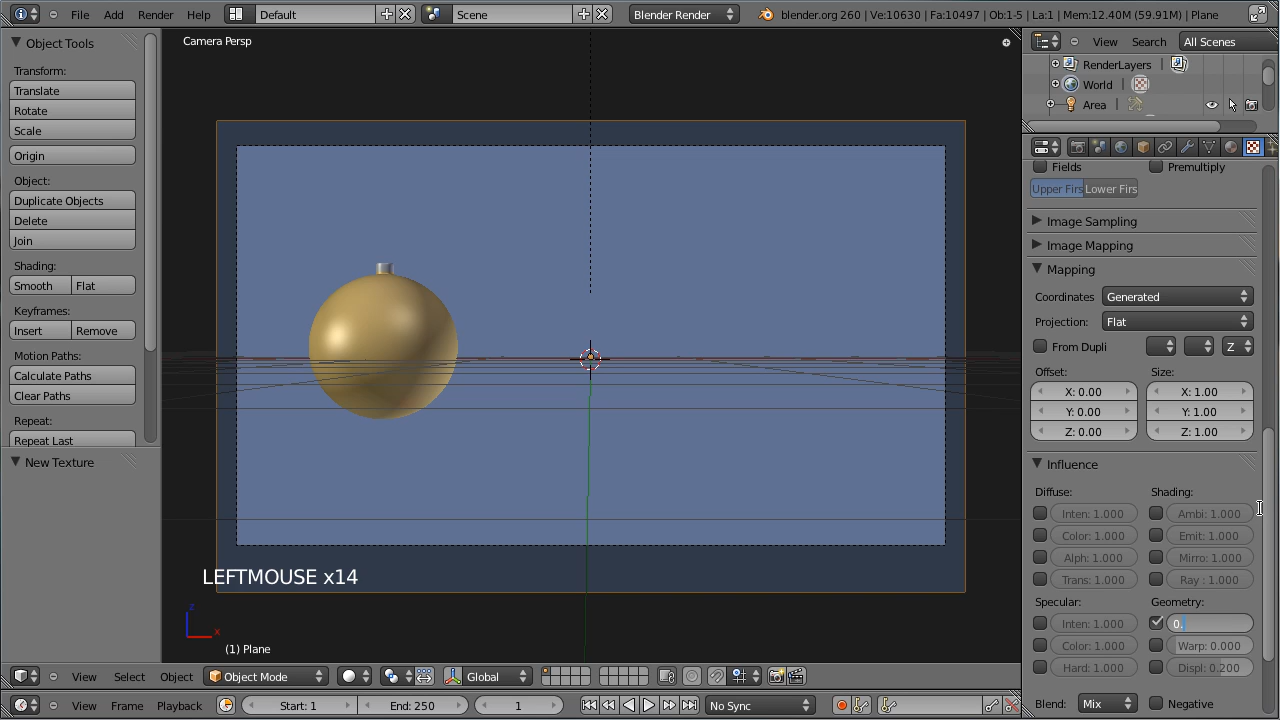 Add Render Help Default Scene Blender Render blender.org 260 | Ve:10630 | Fa:10497 | Ob:1-5 | La:1 | Mem:12.40M (59.91M) | Plane
Object Tools
Transform:
Translate
Rotate
Scale
Origin
Object:
Duplicate Objects
Delete
Join
Shading:
Smooth Flat
Keyframes:
Insert Remove
Motion Paths:
Calculate Paths
Clear Paths
Repeat:
Repeat Last
New Texture
Camera Persp
LEFTMOUSE x14
z
x
(1) Plane
View Search All Scenes
RenderLayers |
World |
Area |
Fields Premultiply
Upper Firs Lower Firs
Image Sampling
Image Mapping
Mapping
Coordinates Generated
Projection: Flat
From Dupli Z
Offset: Size:
X: 0.00 X: 1.00
Y: 0.00 Y: 1.00
Z: 0.00 Z: 1.00
Influence
Diffuse: Shading:
Inten: 1.000 Ambi: 1.000
Color: 1.000 Emit: 1.000
Alph: 1.000 Mirro: 1.000
Trans: 1.000 Ray : 1.000
Specular: Geometry:
Inten: 1.000 0.
Color: 1.000 Warp: 0.000
Hard: 1.000 Displ: 0.200
Blend: Mix Negative
View Select Object Object Mode Global
View Frame Playback Start: End: 250 1 No Sync